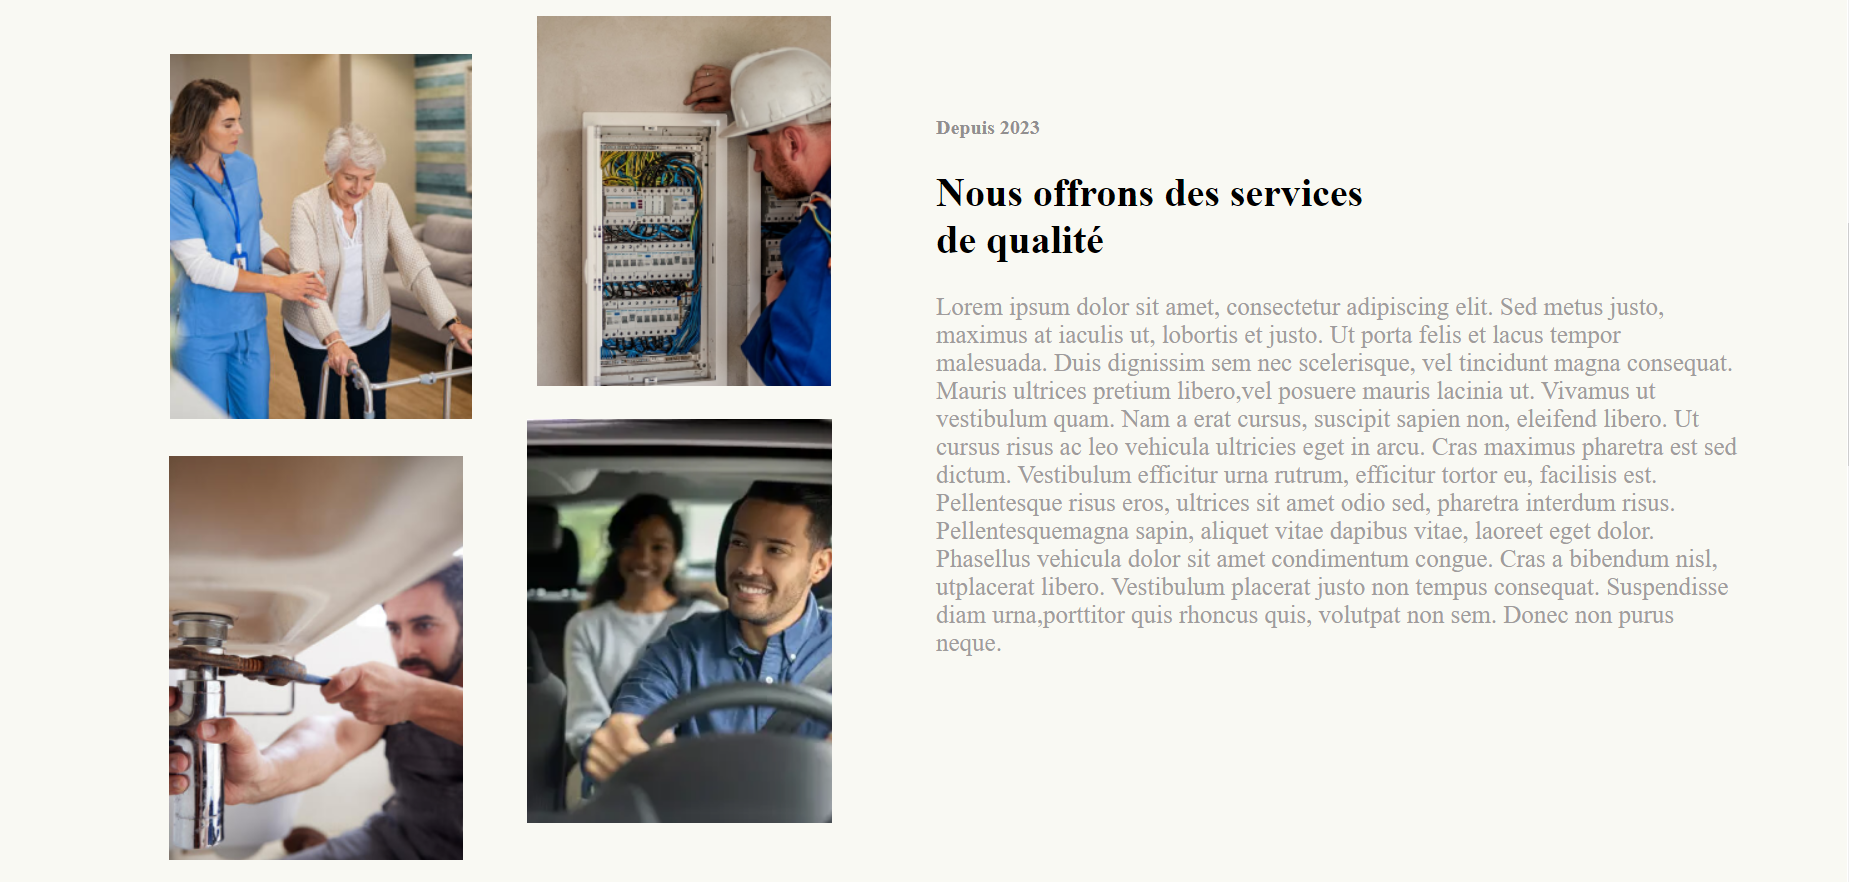 Depuis 2023
Nous offrons des services
de qualité
Lorem ipsum dolor sit amet, consectetur adipiscing elit. Sed metus justo,
maximus at iaculis ut, lobortis et justo. Ut porta felis et lacus tempor
malesuada. Duis dignissim sem nec scelerisque, vel tincidunt magna consequat.
Mauris ultrices pretium libero,vel posuere mauris lacinia ut. Vivamus ut
vestibulum quam. Nam a erat cursus, suscipit sapien non, eleifend libero. Ut
cursus risus ac leo vehicula ultricies eget in arcu. Cras maximus pharetra est sed
dictum. Vestibulum efficitur urna rutrum, efficitur tortor eu, facilisis est.
Pellentesque risus eros, ultrices sit amet odio sed, pharetra interdum risus.
Pellentesquemagna sapin, aliquet vitae dapibus vitae, laoreet eget dolor.
Phasellus vehicula dolor sit amet condimentum congue. Cras a bibendum nisl,
utplacerat libero. Vestibulum placerat justo non tempus consequat. Suspendisse
diam urna,porttitor quis rhoncus quis, volutpat non sem. Donec non purus
neque.